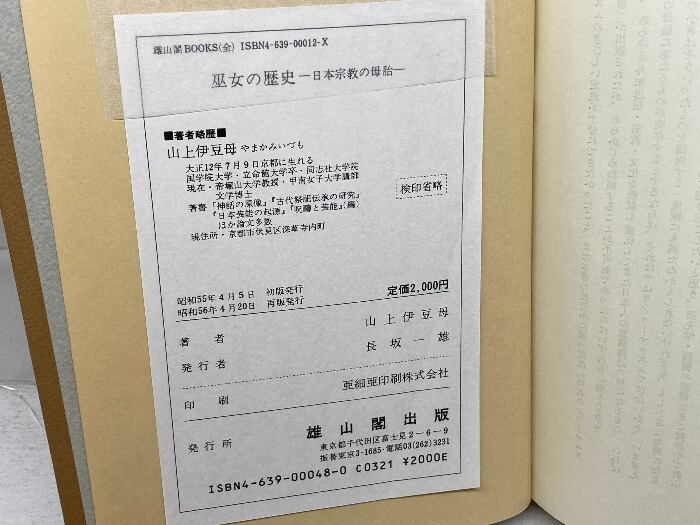 雄山閣BOOKS(全) ISBN4-639-00012-X
巫女の歴史 ―日本宗教の母胎―
■著者略歴■
山上伊豆母 やまかみいづも
大正12年7月9日京都に生れる
国学院大学・立命館大学卒・同志社大学院
現在・帝塚山大学教授・甲南女子大学講師
文学博士
著書「神話の原像」『古代祭祀伝承の研究』
『日本芸能の起源』『呪禱と芸能』(編)
ほか論文多数
現住所・京都市伏見区深草寺内町
検印省略
昭和55年4月5日 初版発行
昭和56年4月20日 再版発行
定価2,000円
著者 山上伊豆母
発行者 長坂一雄
印刷 亜細亜印刷株式会社
発行所 雄山閣出版
東京都千代田区富士見2-6-9
振替東京3-1685・電話03(262)3231
ISBN4-639-00048-0 C0321 ¥2000E